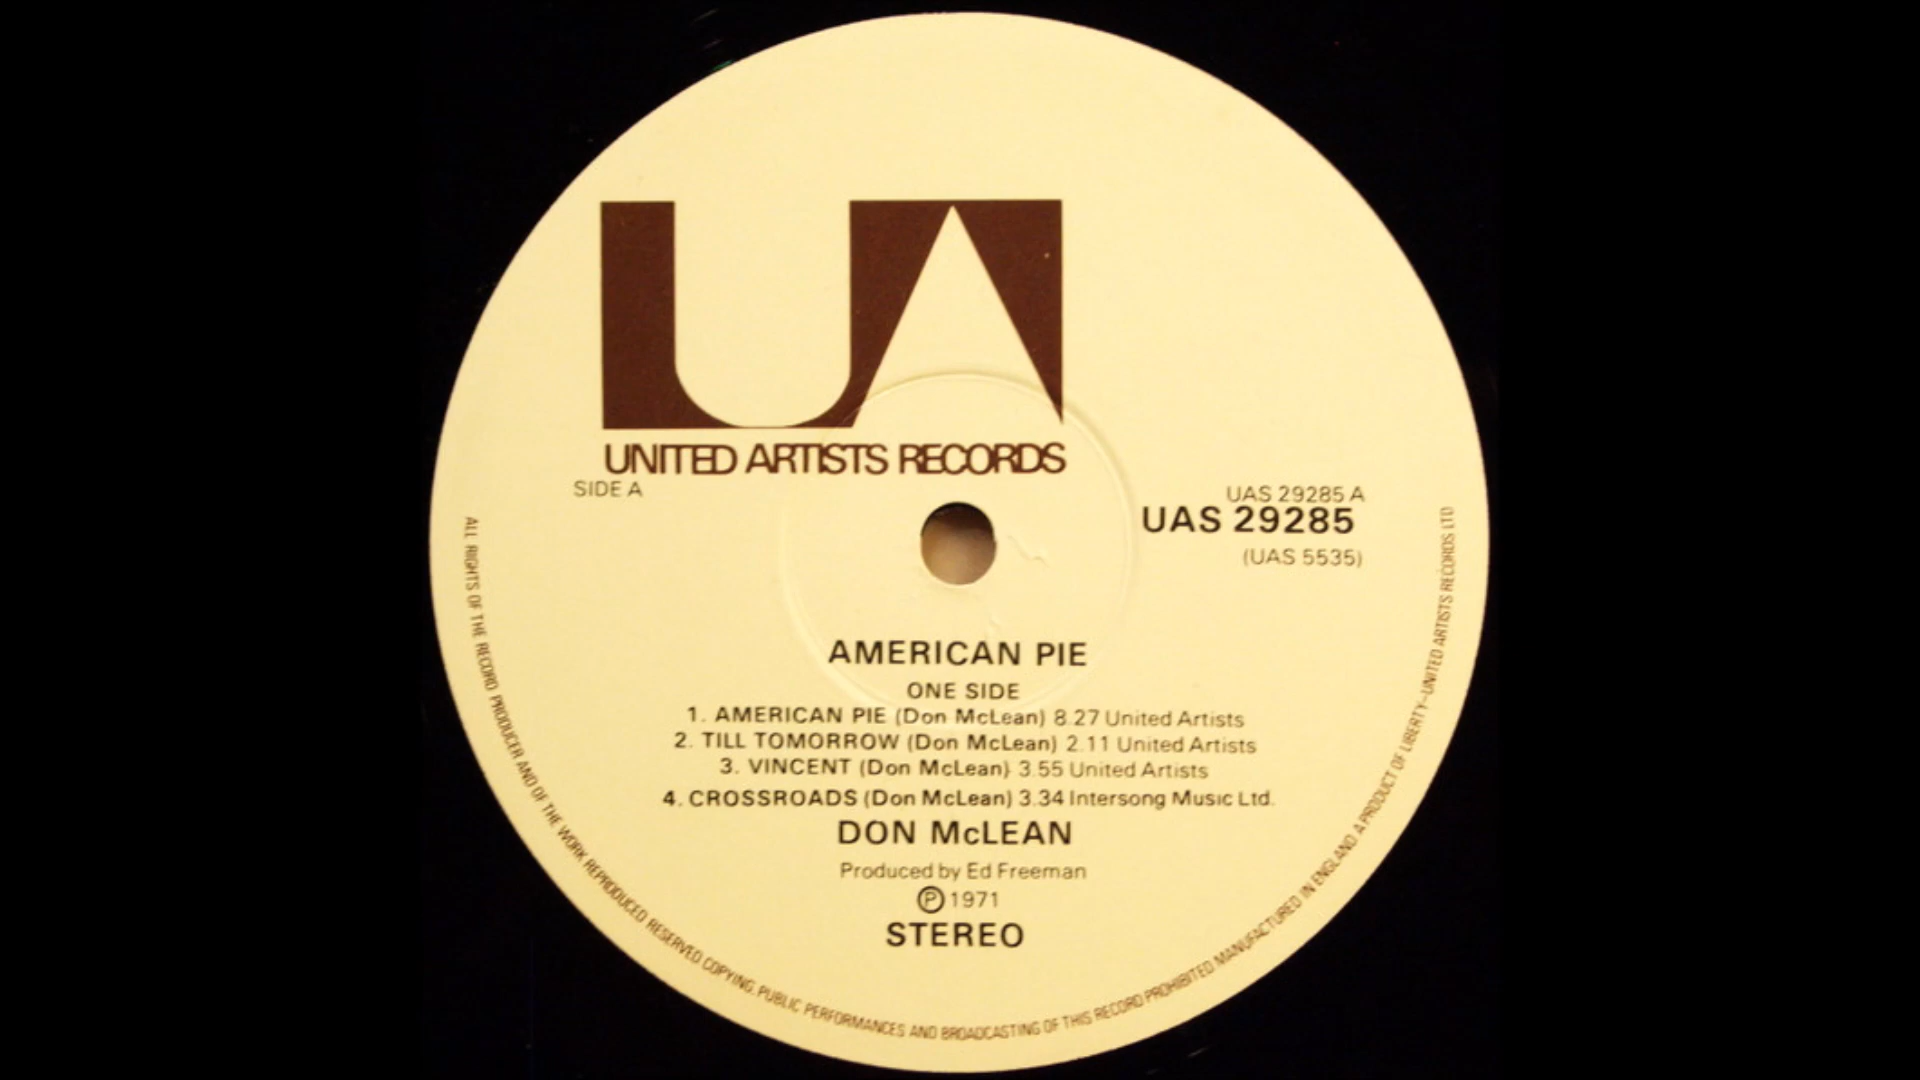 UA
UNITED ARTISTS RECORDS
SIDE A
UAS 29285 A
UAS 29285
(UAS 5535)
AMERICAN PIE
ONE SIDE
1. AMERICAN PIE (Don McLean) 8.27 United Artists
2. TILL TOMORROW (Don McLean) 2.11 United Artists
3. VINCENT (Don McLean) 3.55 United Artists
4. CROSSROADS (Don McLean) 3.34 Intersong Music Ltd.
DON McLEAN
Produced by Ed Freeman
Ⓟ 1971
STEREO
ALL RIGHTS OF THE RECORD PRODUCER AND OF THE WORK REPRODUCED RESERVED COPYING, PUBLIC PERFORMANCES AND BROADCASTING OF THIS RECORD PROHIBITED MANUFACTURED IN ENGLAND A PRODUCT OF LIBERTY-UNITED ARTISTS RECORDS LTD